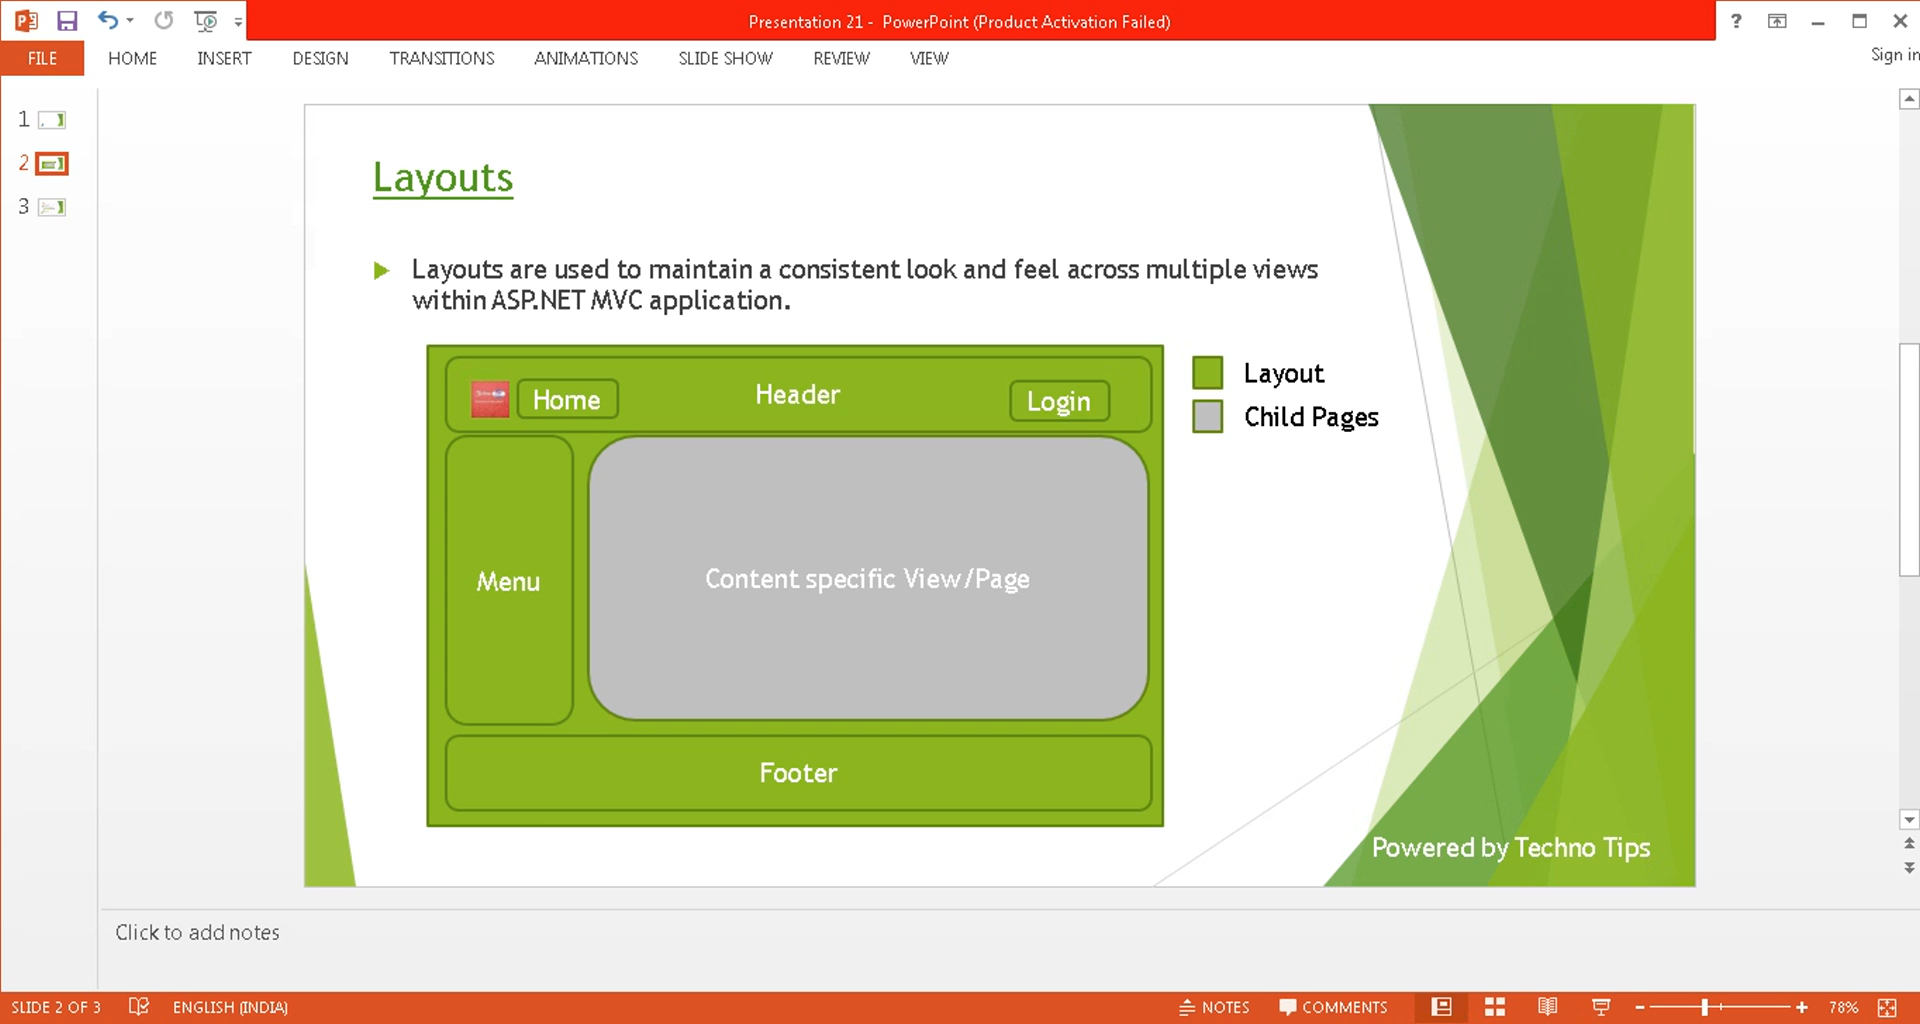 Presentation 21 - PowerPoint (Product Activation Failed)
?
Sign in
FILE HOME INSERT DESIGN TRANSITIONS ANIMATIONS SLIDE SHOW REVIEW VIEW
1
2
3
Layouts
Layouts are used to maintain a consistent look and feel across multiple views
within ASP.NET MVC application.
Home
Header
Login
Menu
Content specific View/Page
Footer
Layout
Child Pages
Powered by Techno Tips
Click to add notes
SLIDE 2 OF 3 ENGLISH (INDIA) NOTES COMMENTS 78%